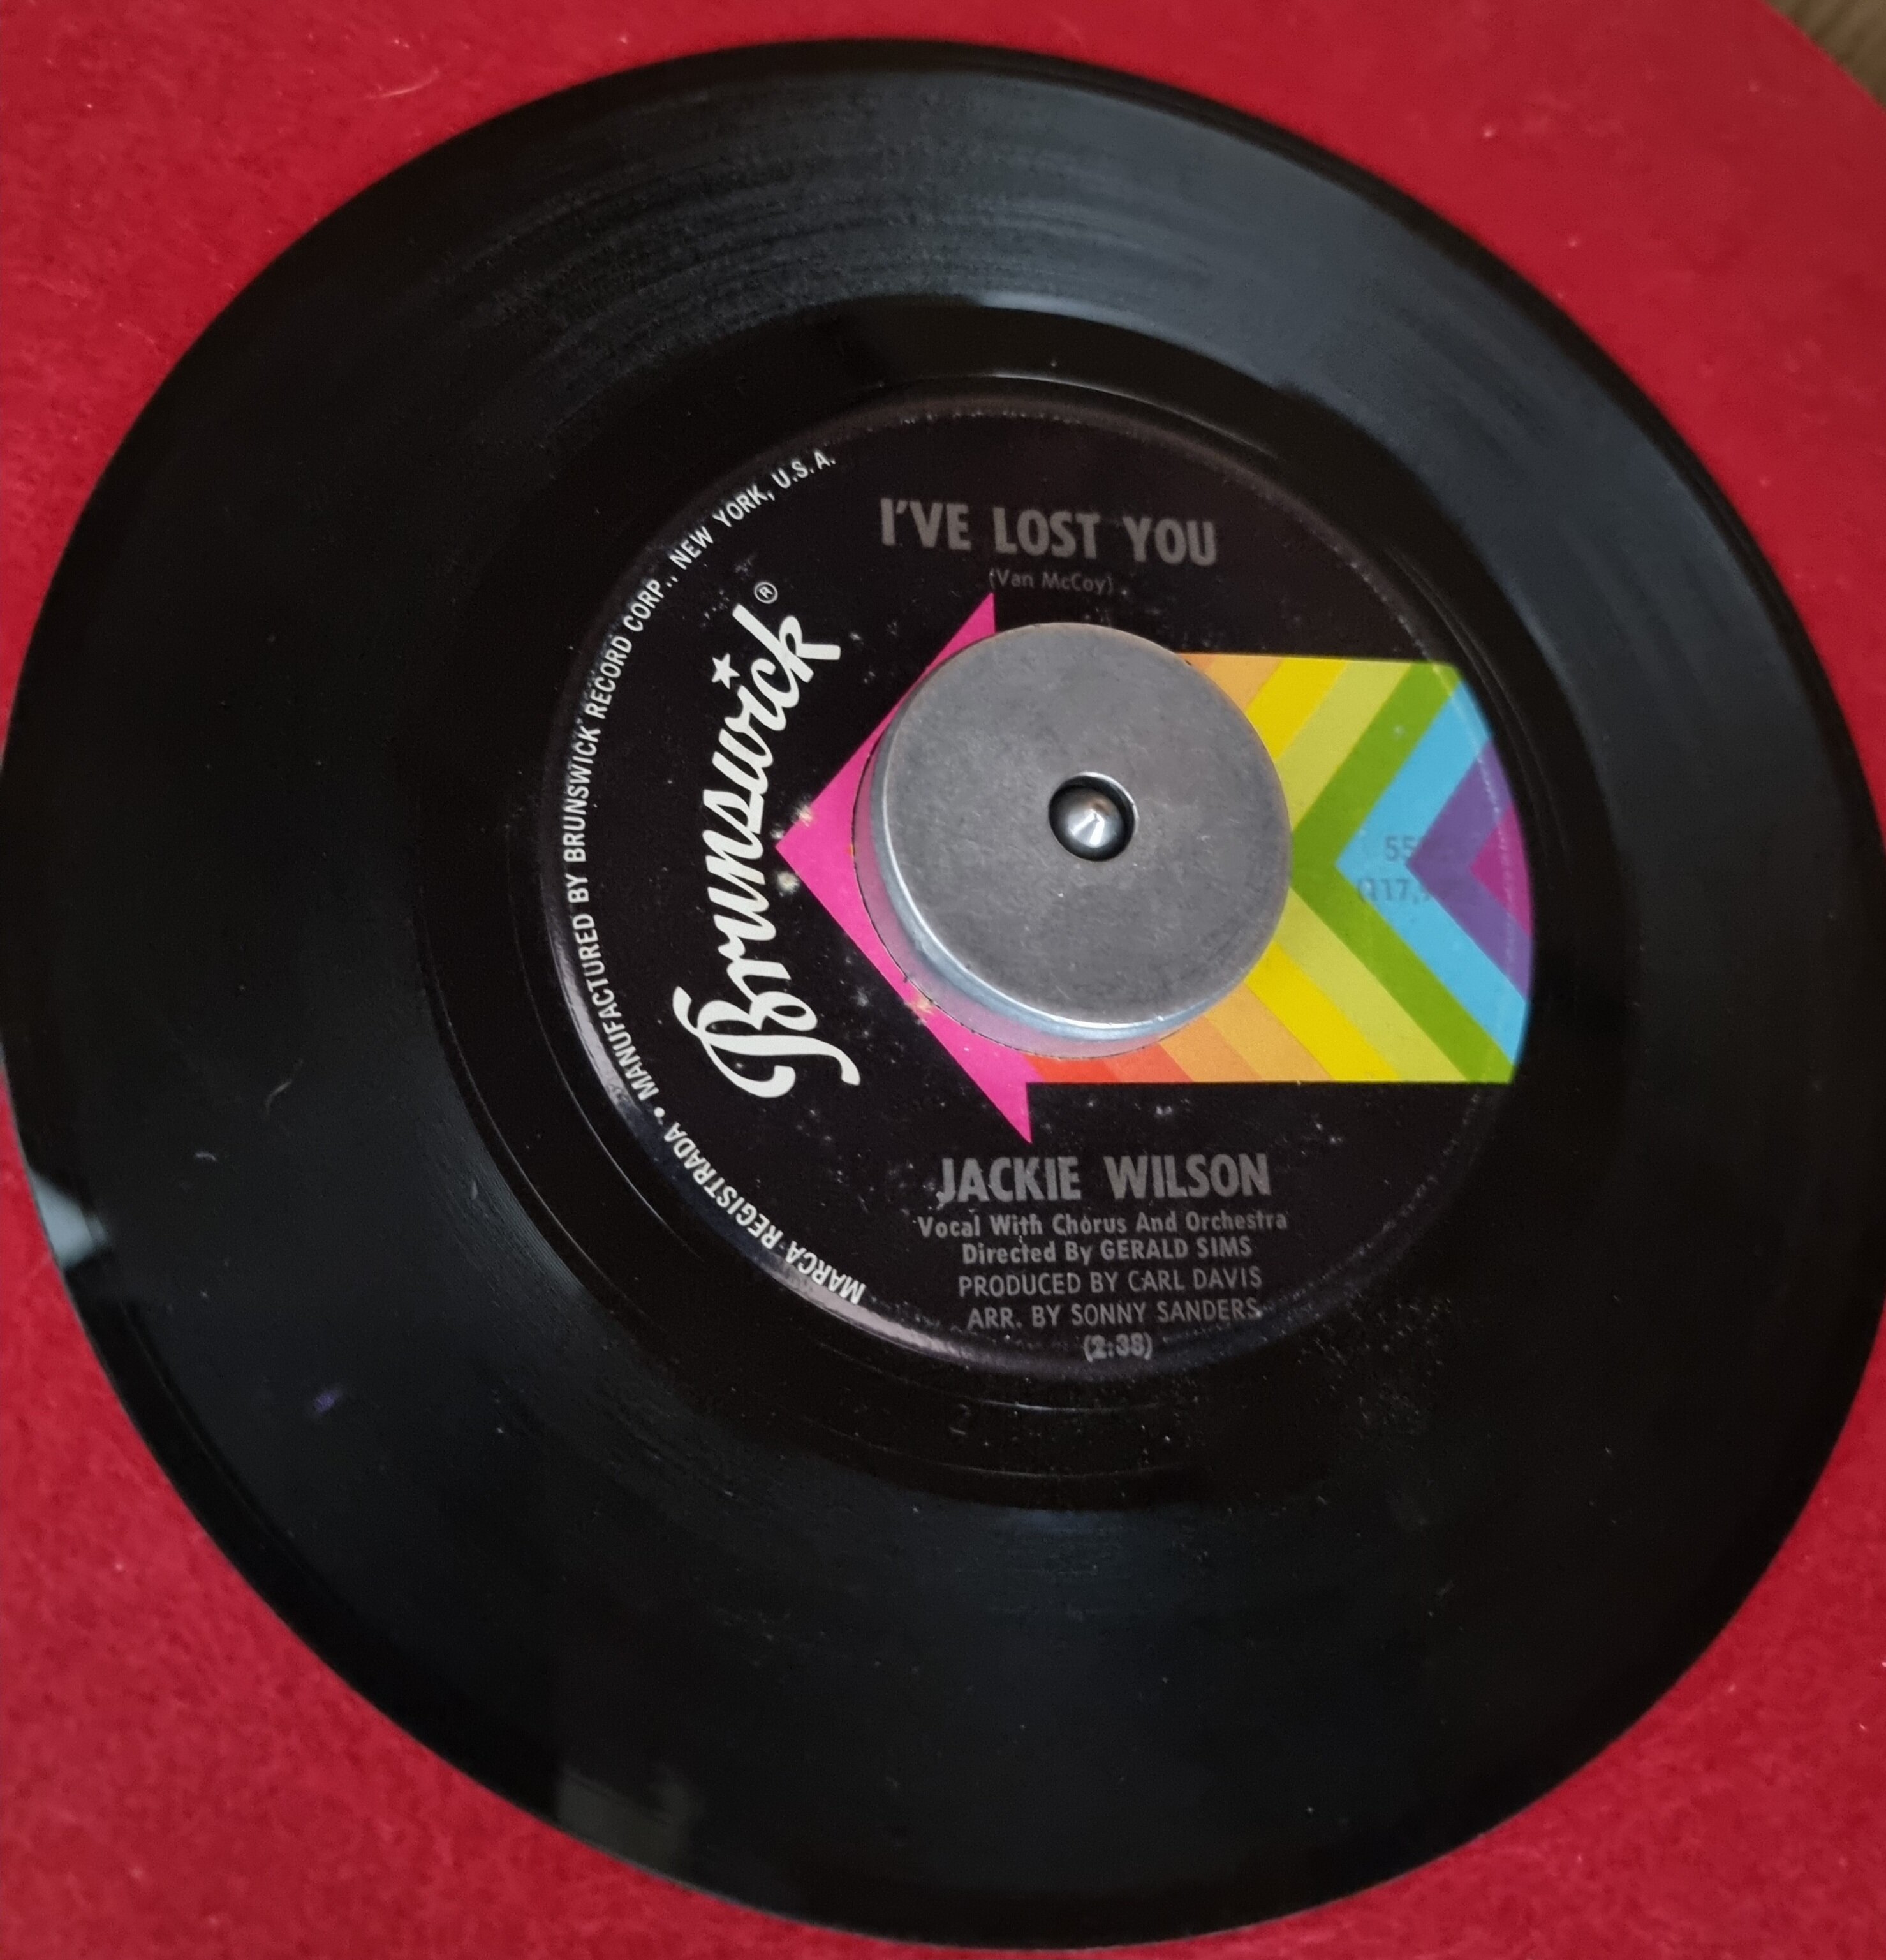 I'VE LOST YOU
(Van McCoy)
Brunswick®
MARCA REGISTRADA • MANUFACTURED BY BRUNSWICK RECORD CORP., NEW YORK, U.S.A.
JACKIE WILSON
Vocal With Chorus And Orchestra
Directed By GERALD SIMS
PRODUCED BY CARL DAVIS
ARR. BY SONNY SANDERS
(2:38)